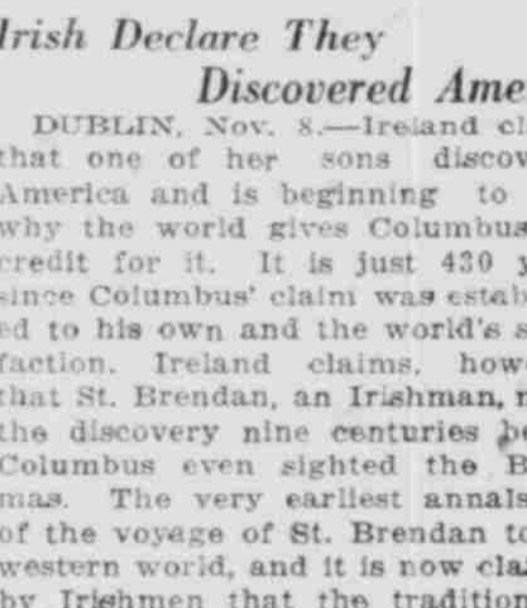 Irish Declare They
Discovered Ame
DUBLIN, Nov. 8.—Ireland cl
that one of her sons discov
America and is beginning to
why the world gives Columbus
credit for it. It is just 430 y
since Columbus' claim was estab
ed to his own and the world's s
faction. Ireland claims, howe
that St. Brendan, an Irishman, m
the discovery nine centuries be
Columbus even sighted the B
mas. The very earliest annals
of the voyage of St. Brendan to
western world, and it is now cla
by Irishmen that the tradition